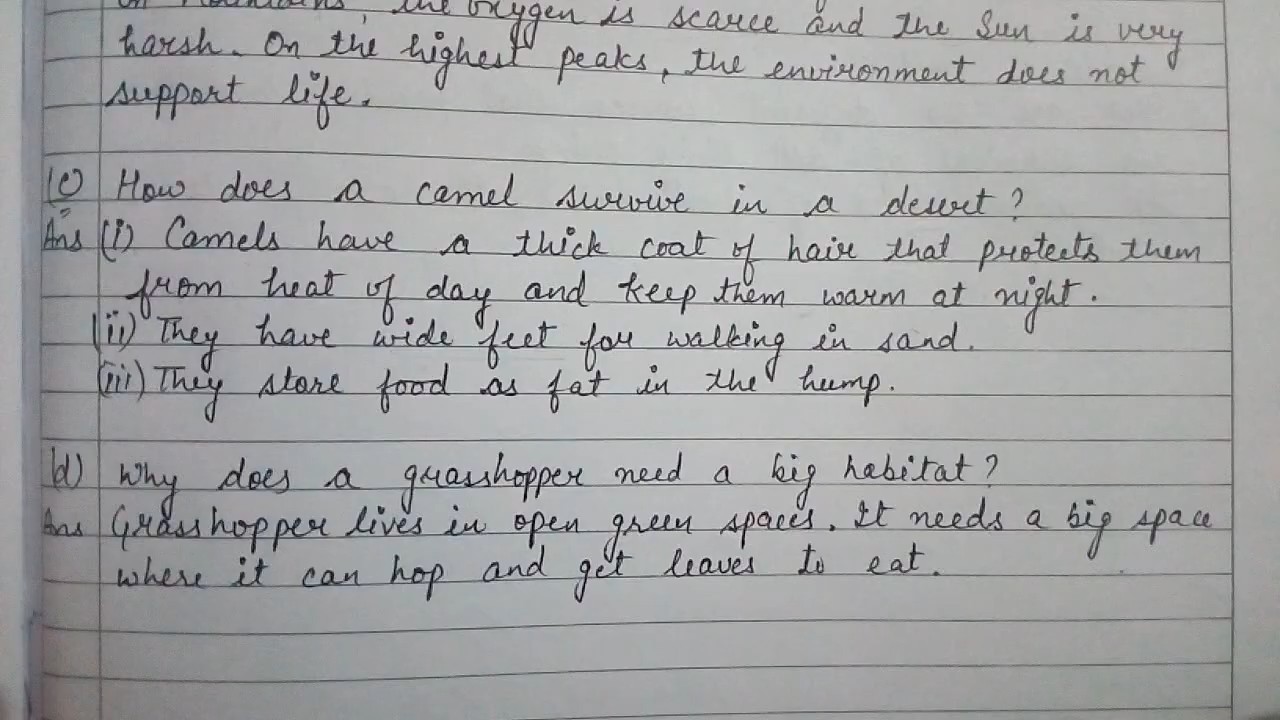 On mountains, the oxygen is scarce and the Sun is very
harsh. On the highest peaks, the environment does not
support life.
(c) How does a camel survive in a desert?
Ans (i) Camels have a thick coat of hair that protects them
from heat of day and keep them warm at night.
(ii) They have wide feet for walking in sand.
(iii) They store food as fat in the hump.
(d) Why does a grasshopper need a big habitat?
Ans Grasshopper lives in open green spaces. It needs a big space
where it can hop and get leaves to eat.